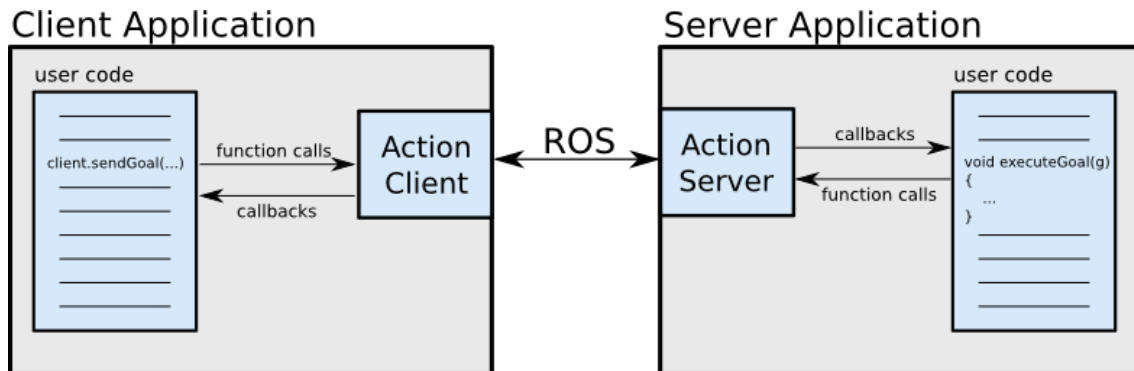 Client Application
user code
client.sendGoal(...)
function calls
callbacks
Action
Client
ROS
Server Application
Action
Server
callbacks
function calls
user code
void executeGoal(g)
{
...
}